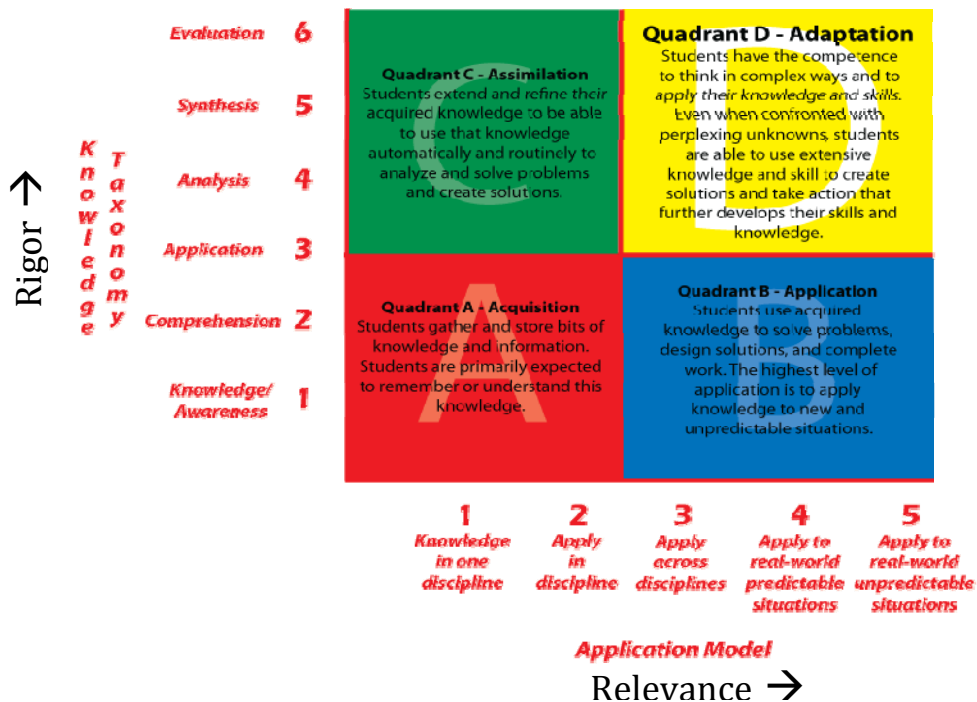 Evaluation 6
Synthesis 5
Analysis 4
Application 3
Comprehension 2
Knowledge/
Awareness 1
Knowledge
Taxonomy
Rigor →
C
Quadrant C - Assimilation
Students extend and refine their
acquired knowledge to be able
to use that knowledge
automatically and routinely to
analyze and solve problems
and create solutions.
D
Quadrant D - Adaptation
Students have the competence
to think in complex ways and to
apply their knowledge and skills.
Even when confronted with
perplexing unknowns, students
are able to use extensive
knowledge and skill to create
solutions and take action that
further develops their skills and
knowledge.
A
Quadrant A - Acquisition
Students gather and store bits of
knowledge and information.
Students are primarily expected
to remember or understand this
knowledge.
B
Quadrant B - Application
Students use acquired
knowledge to solve problems,
design solutions, and complete
work. The highest level of
application is to apply
knowledge to new and
unpredictable situations.
1
Knowledge
in one
discipline
2
Apply
in
discipline
3
Apply
across
disciplines
4
Apply to
real-world
predictable
situations
5
Apply to
real-world
unpredictable
situations
Application Model
Relevance →